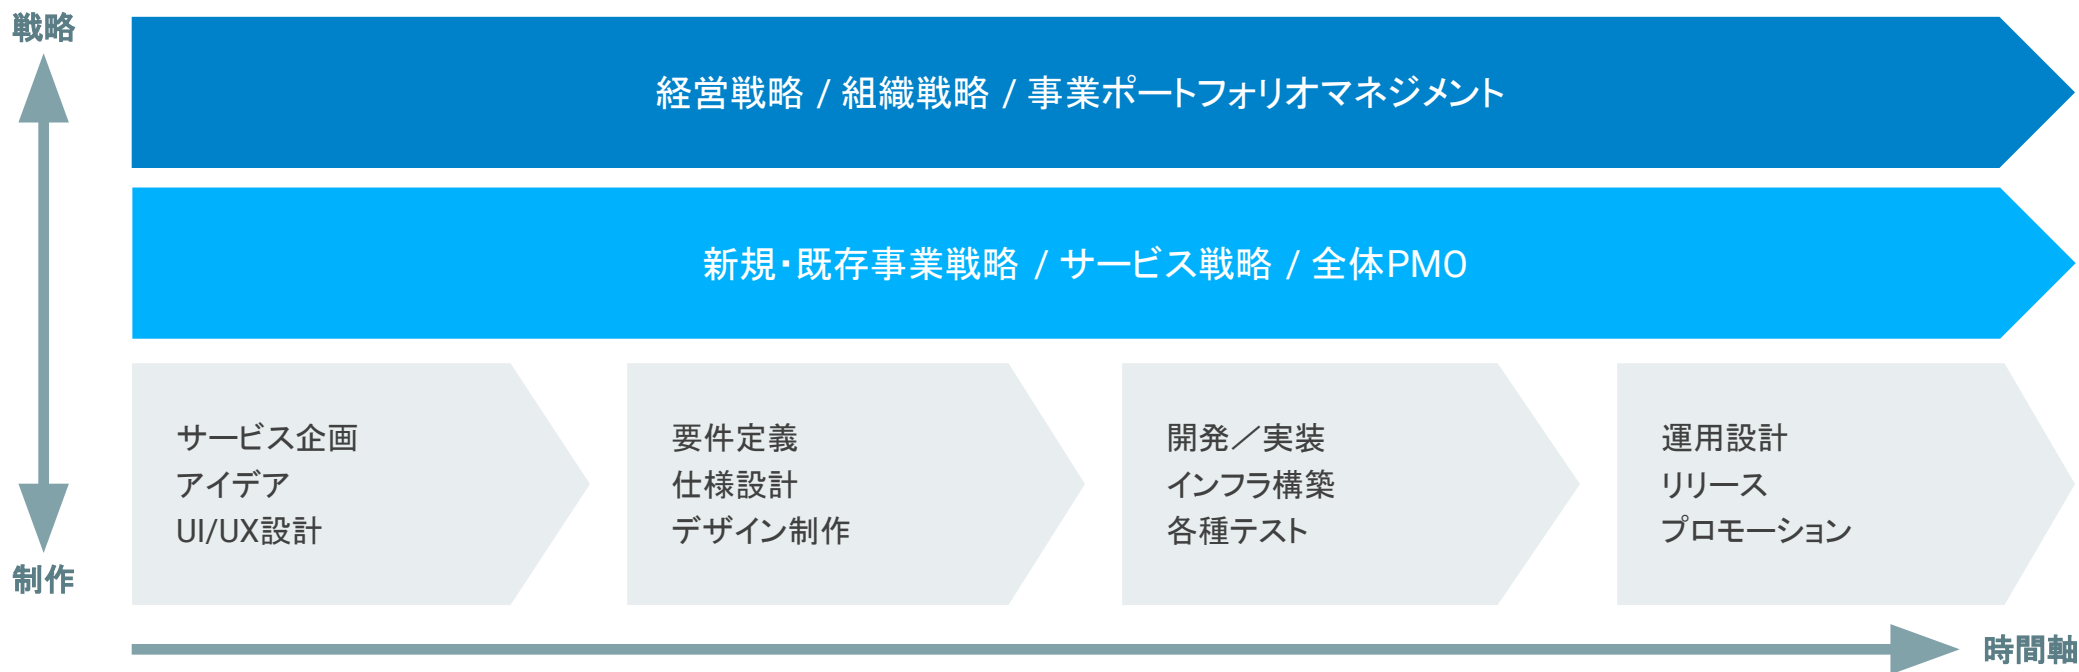 戦略
経営戦略 / 組織戦略 / 事業ポートフォリオマネジメント
新規・既存事業戦略 / サービス戦略 / 全体PMO
サービス企画
アイデア
UI/UX設計
要件定義
仕様設計
デザイン制作
開発／実装
インフラ構築
各種テスト
運用設計
リリース
プロモーション
制作
時間軸